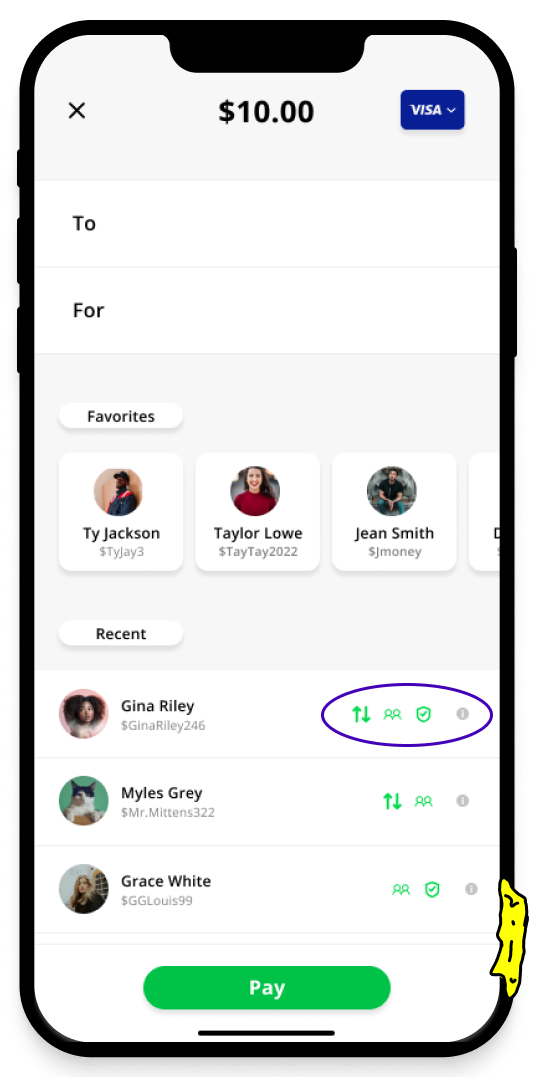 $10.00
VISA
To
For
Favorites
Ty Jackson
$TyJay3
Taylor Lowe
$TayTay2022
Jean Smith
$Jmoney
D
$
Recent
Gina Riley
$GinaRiley246
Myles Grey
$Mr.Mittens322
Grace White
$GGLouis99
Pay